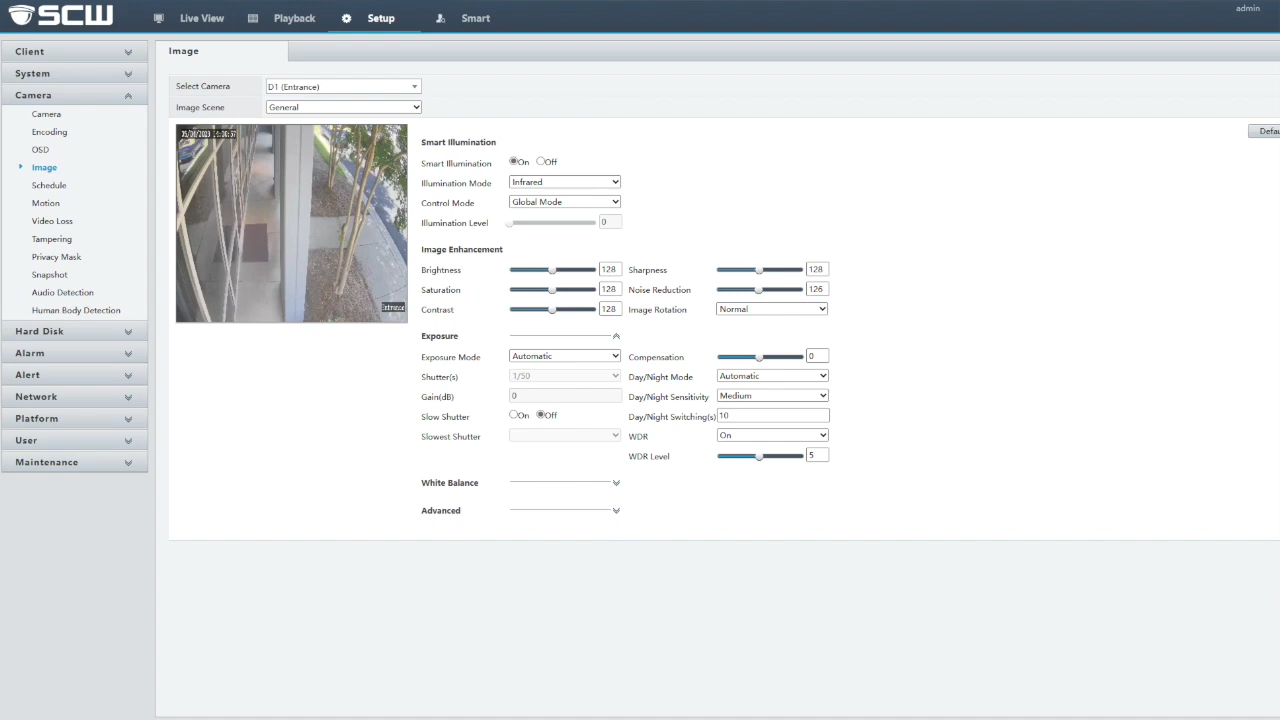 SCW
Live View
Playback
Setup
Smart
admin
Client
System
Camera
Camera
Encoding
OSD
Image
Schedule
Motion
Video Loss
Tampering
Privacy Mask
Snapshot
Audio Detection
Human Body Detection
Hard Disk
Alarm
Alert
Network
Platform
User
Maintenance
Image
Select Camera D1 (Entrance)
Image Scene General
Entrance
Defau
Smart Illumination
Smart Illumination On Off
Illumination Mode Infrared
Control Mode Global Mode
Illumination Level 0
Image Enhancement
Brightness 128 Sharpness 128
Saturation 128 Noise Reduction 126
Contrast 128 Image Rotation Normal
Exposure
Exposure Mode Automatic Compensation 0
Shutter(s) 1/50 Day/Night Mode Automatic
Gain(dB) 0 Day/Night Sensitivity Medium
Slow Shutter On Off Day/Night Switching(s) 10
Slowest Shutter WDR On
WDR Level 5
White Balance
Advanced